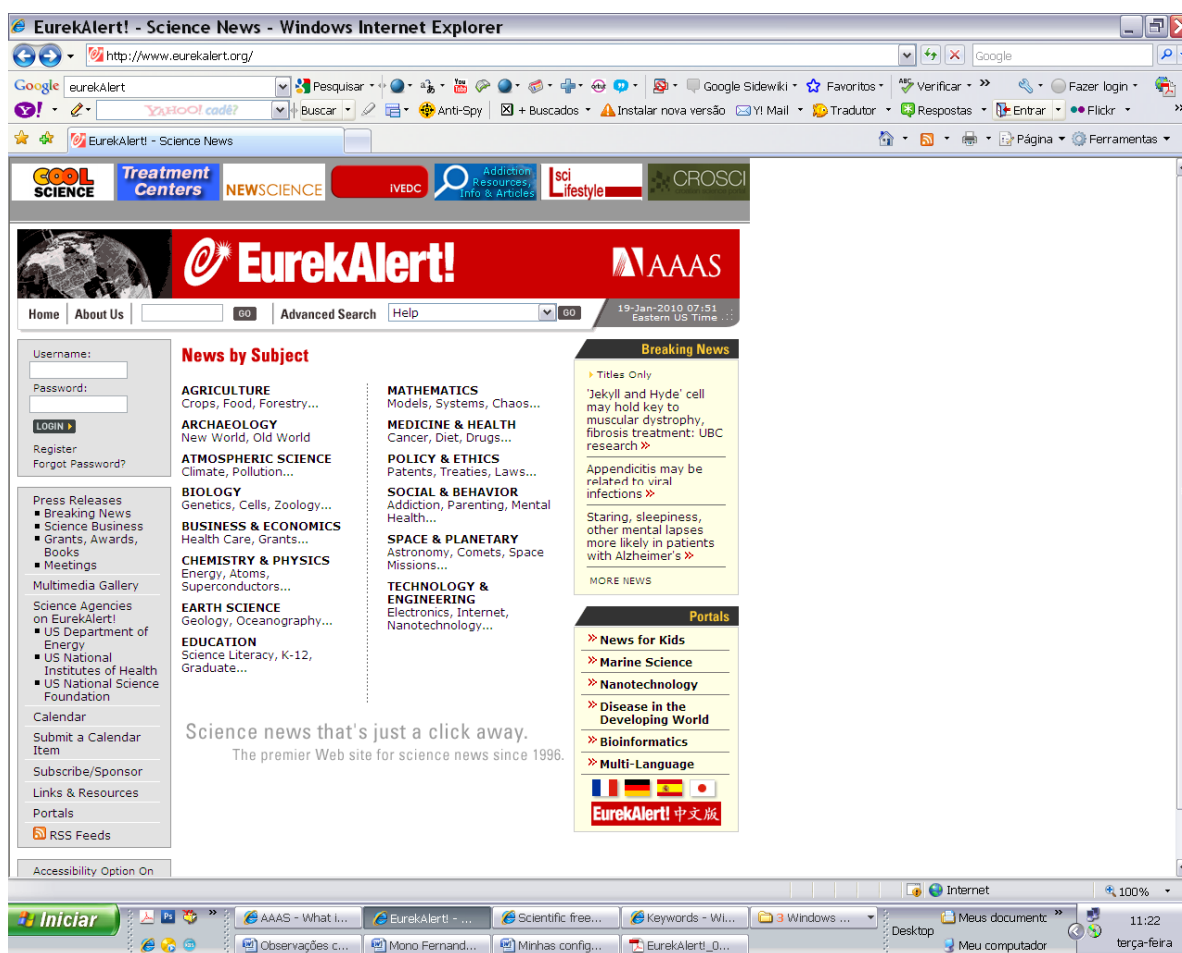 EurekAlert! - Science News - Windows Internet Explorer
http://www.eurekalert.org/
Google
Google eurekAlert Pesquisar Google Sidewiki Favoritos Verificar » Fazer login
Y! YAHOO! cadê? Buscar Anti-Spy + Buscados Instalar nova versão Y! Mail Tradutor Respostas Entrar Flickr »
EurekAlert! - Science News Página Ferramentas
COOL SCIENCE
Treatment Centers
NEWSCIENCE
IVEDC
Addiction Resources, Info & Articles
sci Lifestyle
CROSCI
EurekAlert!
AAAS
Home About Us GO Advanced Search Help GO
19-Jan-2010 07:51
Eastern US Time
Username:
Password:
LOGIN
Register
Forgot Password?
Press Releases
Breaking News
Science Business
Grants, Awards,
Books
Meetings
Multimedia Gallery
Science Agencies
on EurekAlert!
US Department of
Energy
US National
Institutes of Health
US National Science
Foundation
Calendar
Submit a Calendar
Item
Subscribe/Sponsor
Links & Resources
Portals
RSS Feeds
Accessibility Option On
News by Subject
AGRICULTURE
Crops, Food, Forestry...
ARCHAEOLOGY
New World, Old World
ATMOSPHERIC SCIENCE
Climate, Pollution...
BIOLOGY
Genetics, Cells, Zoology...
BUSINESS & ECONOMICS
Health Care, Grants...
CHEMISTRY & PHYSICS
Energy, Atoms,
Superconductors...
EARTH SCIENCE
Geology, Oceanography...
EDUCATION
Science Literacy, K-12,
Graduate...
MATHEMATICS
Models, Systems, Chaos...
MEDICINE & HEALTH
Cancer, Diet, Drugs...
POLICY & ETHICS
Patents, Treaties, Laws...
SOCIAL & BEHAVIOR
Addiction, Parenting, Mental
Health...
SPACE & PLANETARY
Astronomy, Comets, Space
Missions...
TECHNOLOGY &
ENGINEERING
Electronics, Internet,
Nanotechnology...
Science news that's just a click away.
The premier Web site for science news since 1996.
Breaking News
Titles Only
'Jekyll and Hyde' cell
may hold key to
muscular dystrophy,
fibrosis treatment: UBC
research »
Appendicitis may be
related to viral
infections »
Staring, sleepiness,
other mental lapses
more likely in patients
with Alzheimer's »
MORE NEWS
Portals
» News for Kids
» Marine Science
» Nanotechnology
» Disease in the
Developing World
» Bioinformatics
» Multi-Language
EurekAlert! 中文版
Internet 100%
Iniciar » AAAS - What i... EurekAlert! - ... Scientific free... Keywords - Wi... 3 Windows ... Desktop Meus documentc » 11:22
Observações c... Mono Fernand... Minhas config... EurekAlert!_0... Meu computador terça-feira